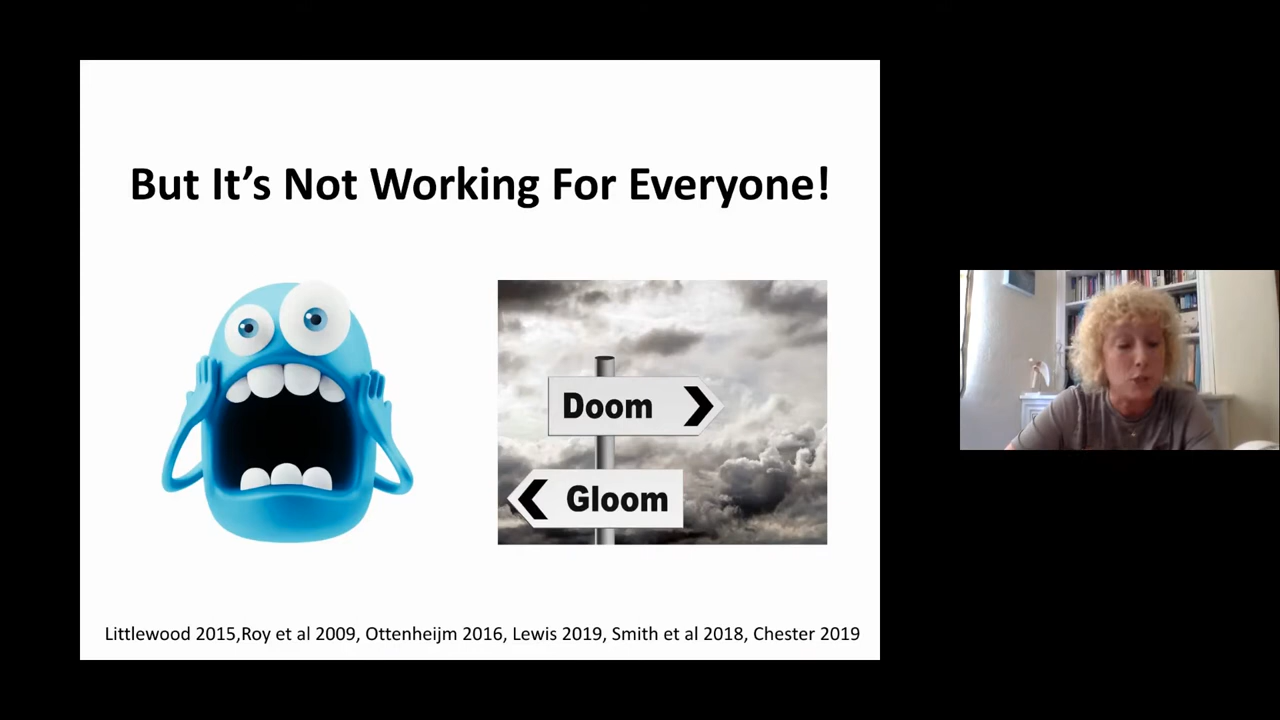 But It’s Not Working For Everyone!
Doom
Gloom
Littlewood 2015,Roy et al 2009, Ottenheijm 2016, Lewis 2019, Smith et al 2018, Chester 2019